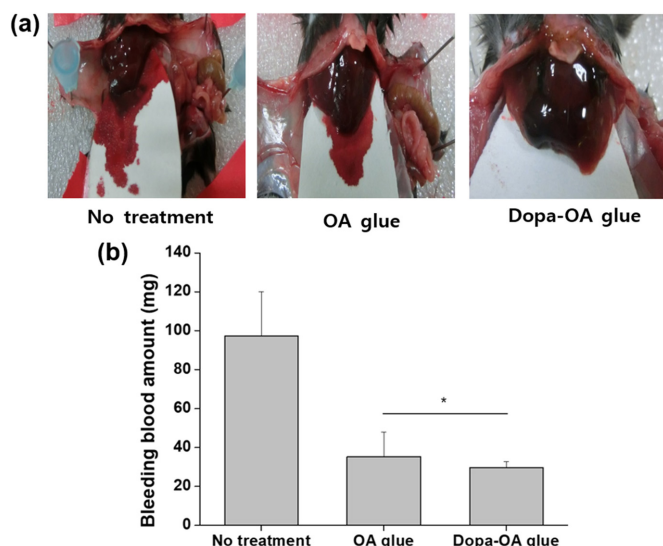 (a)
No treatment OA glue Dopa-OA glue
(b)
Bleeding blood amount (mg)
140
120
100
80
60
40
20
0
*
No treatment OA glue Dopa-OA glue